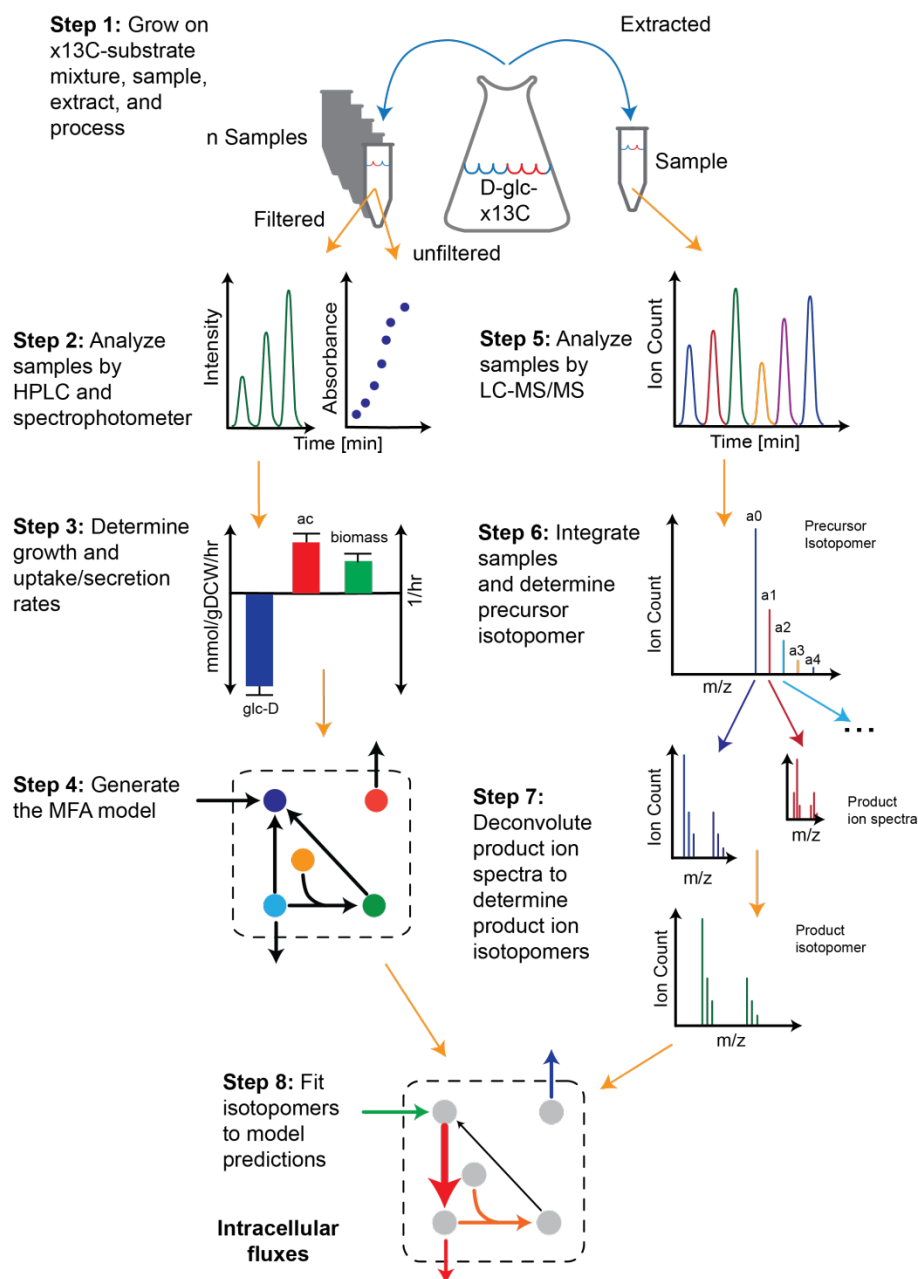 Step 1: Grow on
x13C-substrate
mixture, sample,
extract, and
process
Extracted
n Samples
D-glc-
x13C
Sample
Filtered
unfiltered
Step 2: Analyze
samples by
HPLC and
spectrophotometer
Intensity
Absorbance
Time [min]
Step 5: Analyze
samples by
LC-MS/MS
Ion Count
Time [min]
Step 3: Determine
growth and
uptake/secretion
rates
mmol/gDCW/hr
ac
biomass
1/hr
glc-D
Step 6: Integrate
samples
and determine
precursor
isotopomer
Ion Count
a0
a1
a2
a3
a4
Precursor
Isotopomer
m/z
...
Step 4: Generate
the MFA model
Step 7:
Deconvolute
product ion
spectra to
determine
product ion
isotopomers
Ion Count
m/z
m/z
Product
ion spectra
Ion Count
m/z
Product
isotopomer
Step 8: Fit
isotopomers
to model
predictions
Intracellular
fluxes